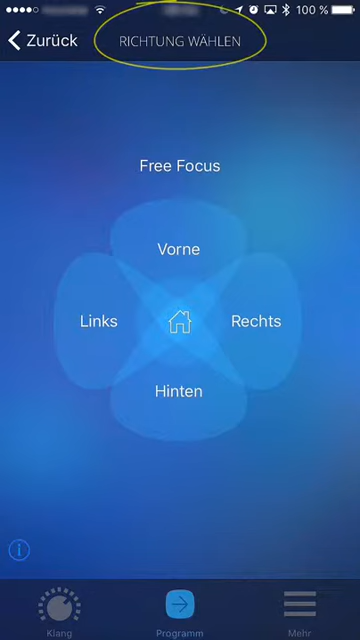 100 %
Zurück
RICHTUNG WÄHLEN
Free Focus
Vorne
Links
Rechts
Hinten
i
Klang
Programm
Mehr